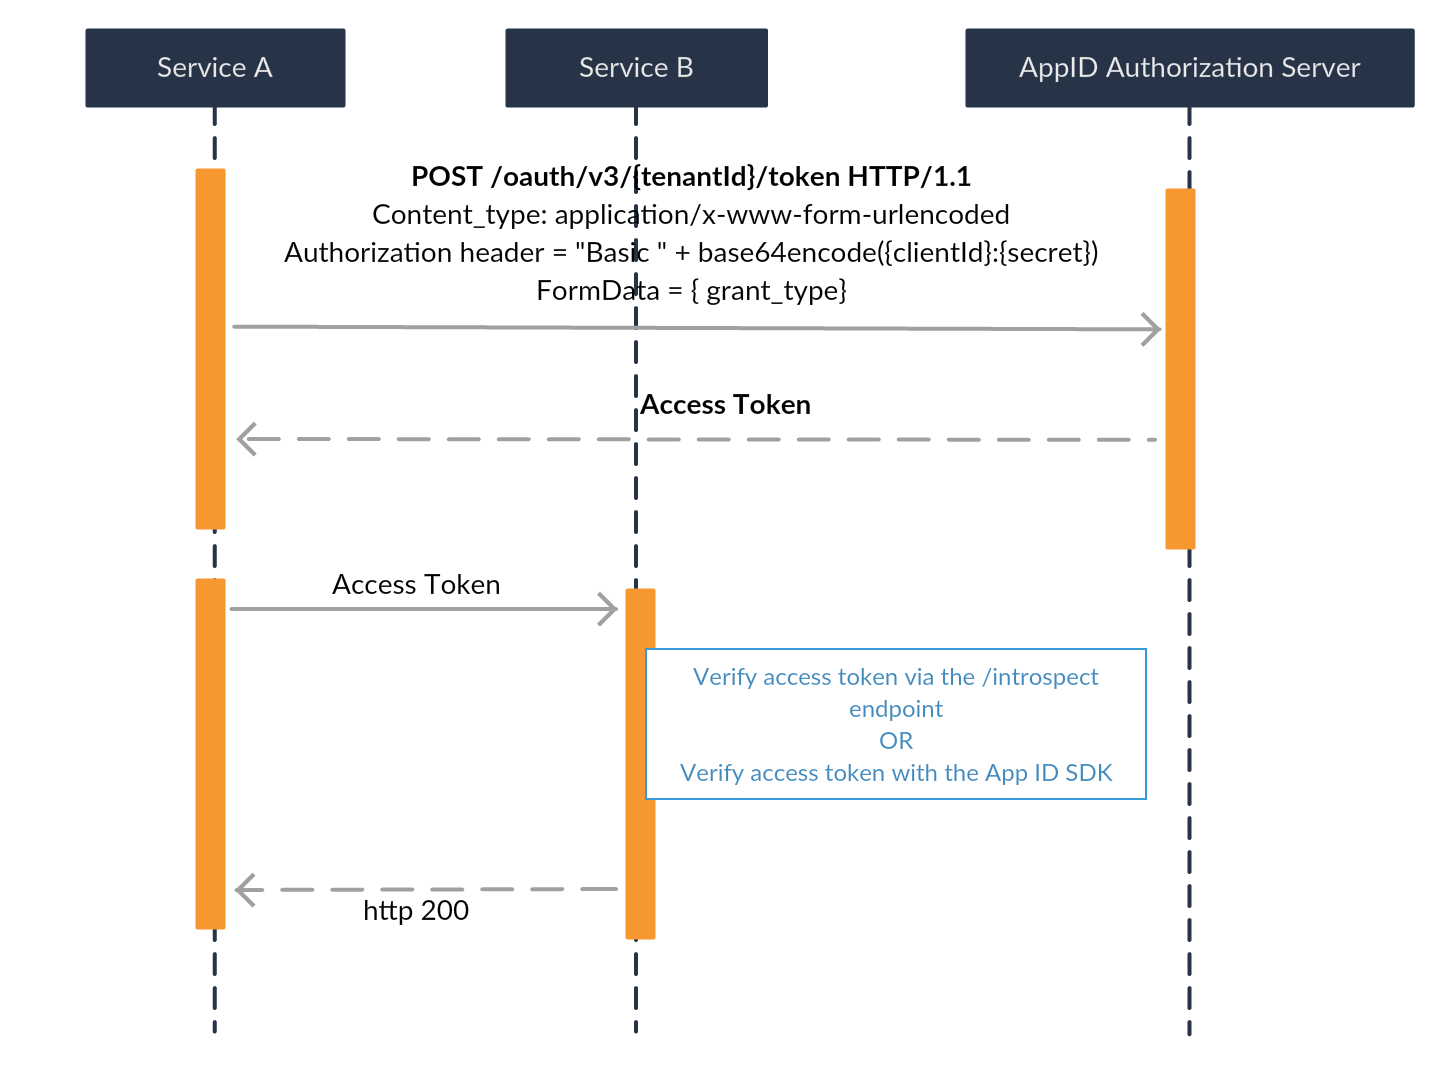 Service A
Service B
AppID Authorization Server
POST /oauth/v3/{tenantId}/token HTTP/1.1
Content_type: application/x-www-form-urlencoded
Authorization header = "Basic " + base64encode({clientId}:{secret})
FormData = { grant_type}
Access Token
Access Token
Verify access token via the /introspect
endpoint
OR
Verify access token with the App ID SDK
http 200